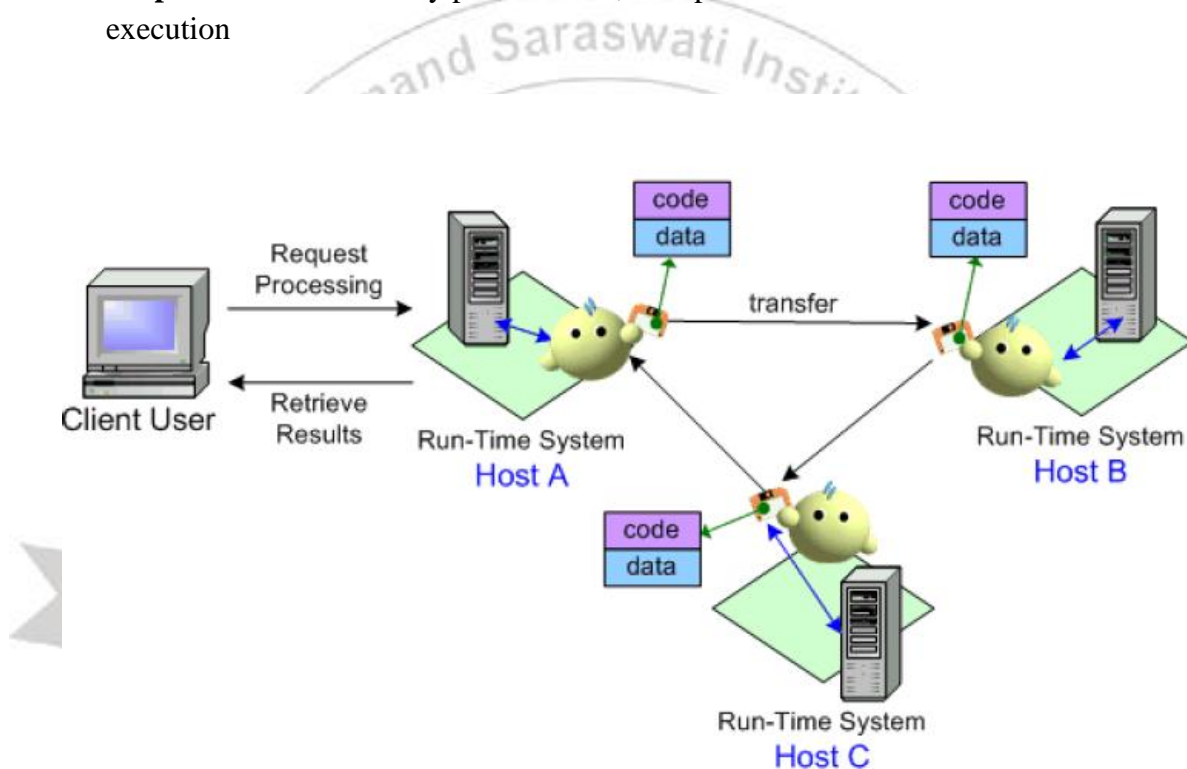 execution
and Saraswati
Request
Processing
Retrieve
Results
Client User
code
data
Run-Time System
Host A
transfer
code
data
Run-Time System
Host B
code
data
Run-Time System
Host C